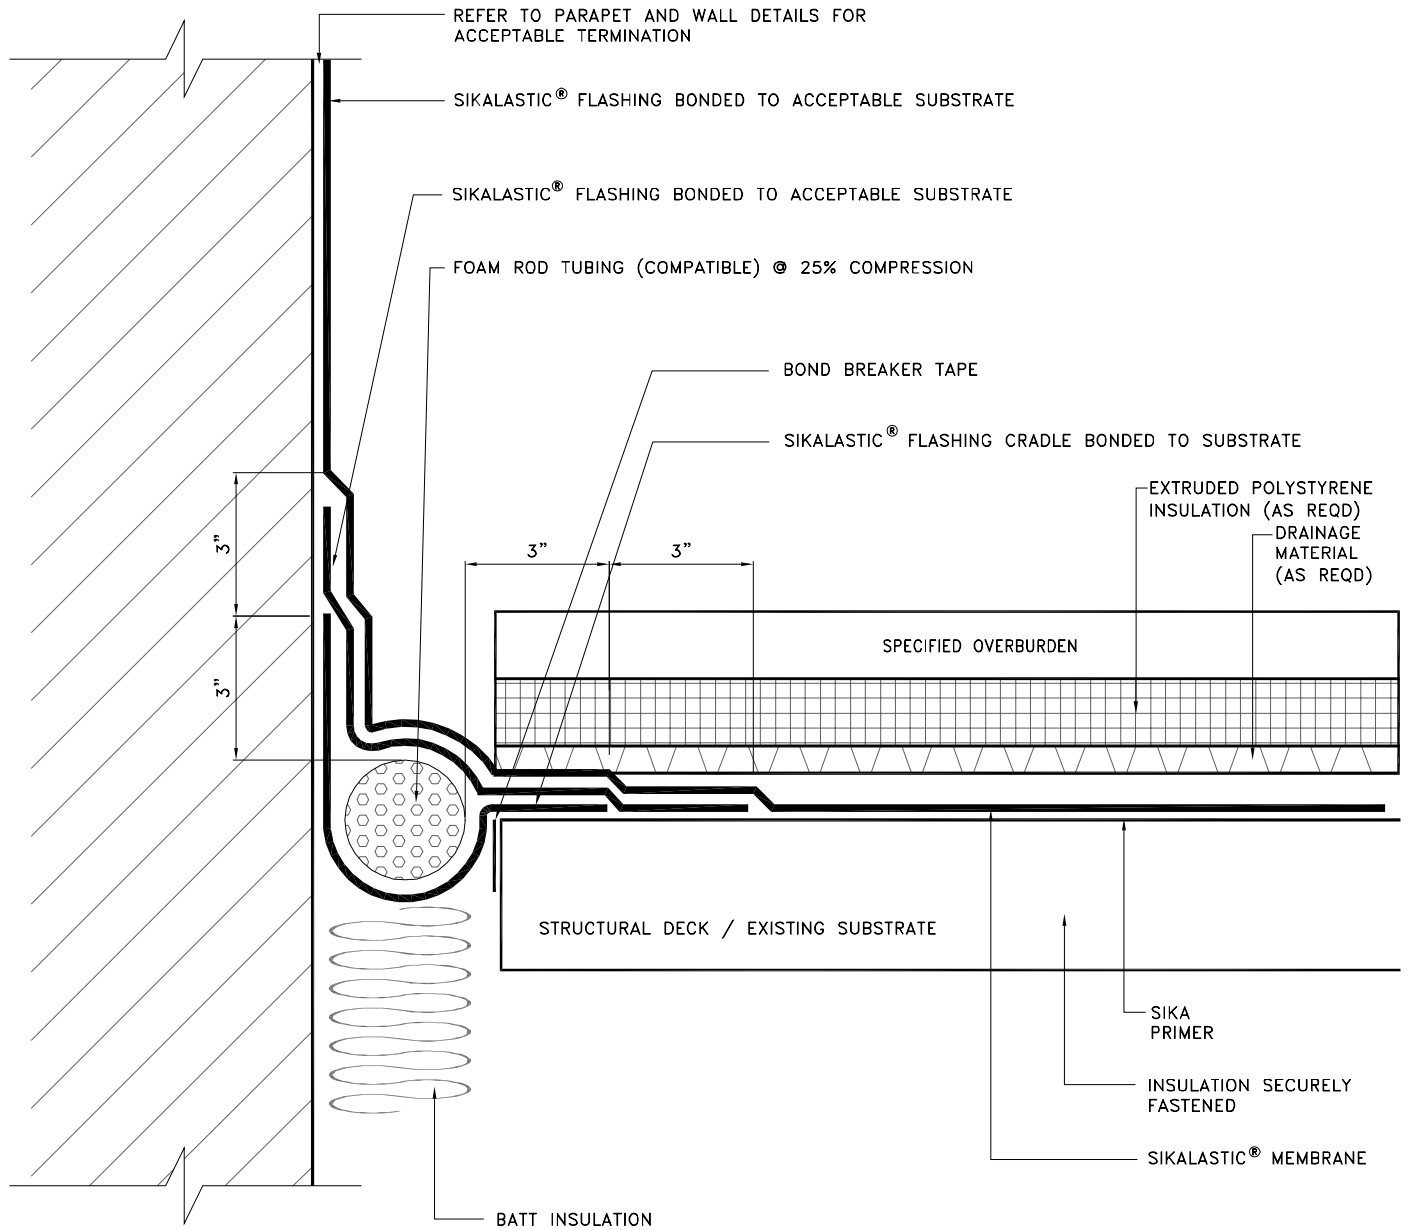 REFER TO PARAPET AND WALL DETAILS FOR
ACCEPTABLE TERMINATION
SIKALASTIC® FLASHING BONDED TO ACCEPTABLE SUBSTRATE
SIKALASTIC® FLASHING BONDED TO ACCEPTABLE SUBSTRATE
FOAM ROD TUBING (COMPATIBLE) @ 25% COMPRESSION
BOND BREAKER TAPE
SIKALASTIC® FLASHING CRADLE BONDED TO SUBSTRATE
EXTRUDED POLYSTYRENE
INSULATION (AS REQD)
DRAINAGE
MATERIAL
(AS REQD)
3”
3”
3”
3”
SPECIFIED OVERBURDEN
STRUCTURAL DECK / EXISTING SUBSTRATE
SIKA
PRIMER
INSULATION SECURELY
FASTENED
SIKALASTIC® MEMBRANE
BATT INSULATION